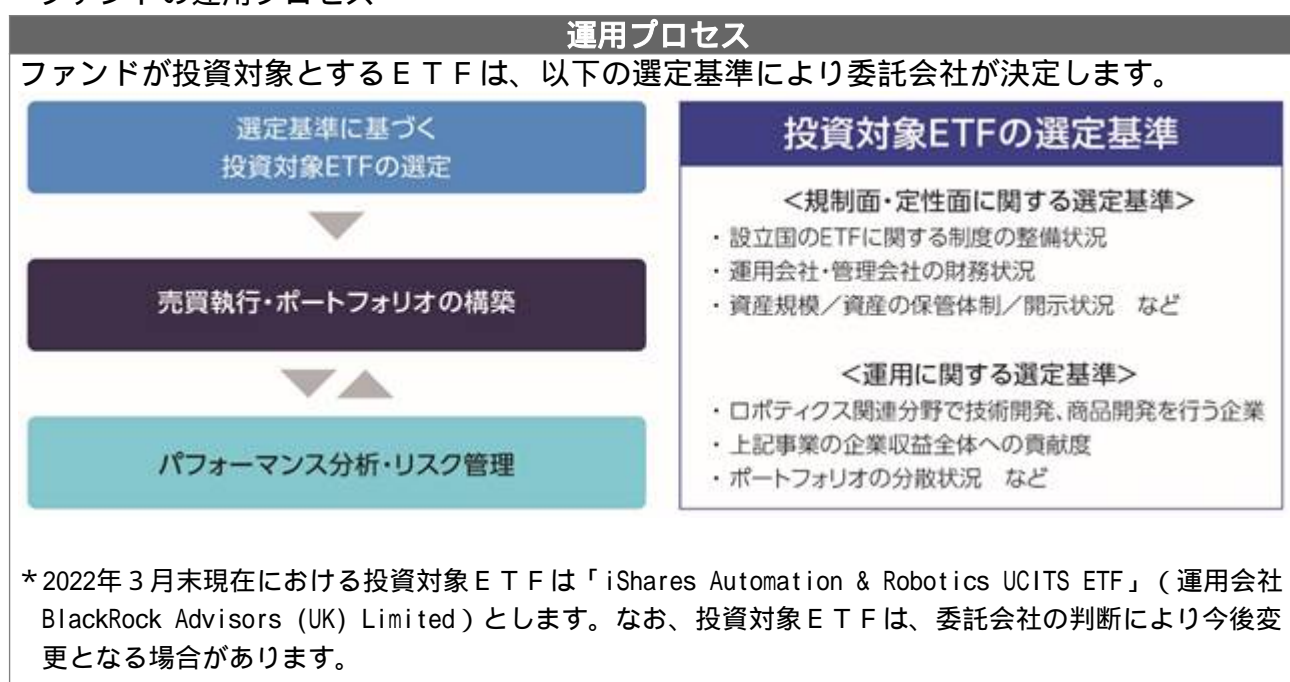 ファンドの運用プロセス
運用プロセス
ファンドが投資対象とするＥＴＦは、以下の選定基準により委託会社が決定します。
選定基準に基づく
投資対象ETFの選定
売買執行・ポートフォリオの構築
パフォーマンス分析・リスク管理
投資対象ETFの選定基準
＜規制面・定性面に関する選定基準＞
・設立国のETFに関する制度の整備状況
・運用会社・管理会社の財務状況
・資産規模／資産の保管体制／開示状況　など
＜運用に関する選定基準＞
・ロボティクス関連分野で技術開発、商品開発を行う企業
・上記事業の企業収益全体への貢献度
・ポートフォリオの分散状況　など
＊2022年３月末現在における投資対象ＥＴＦは「iShares Automation & Robotics UCITS ETF」（運用会社
BlackRock Advisors (UK) Limited）とします。なお、投資対象ＥＴＦは、委託会社の判断により今後変
更となる場合があります。